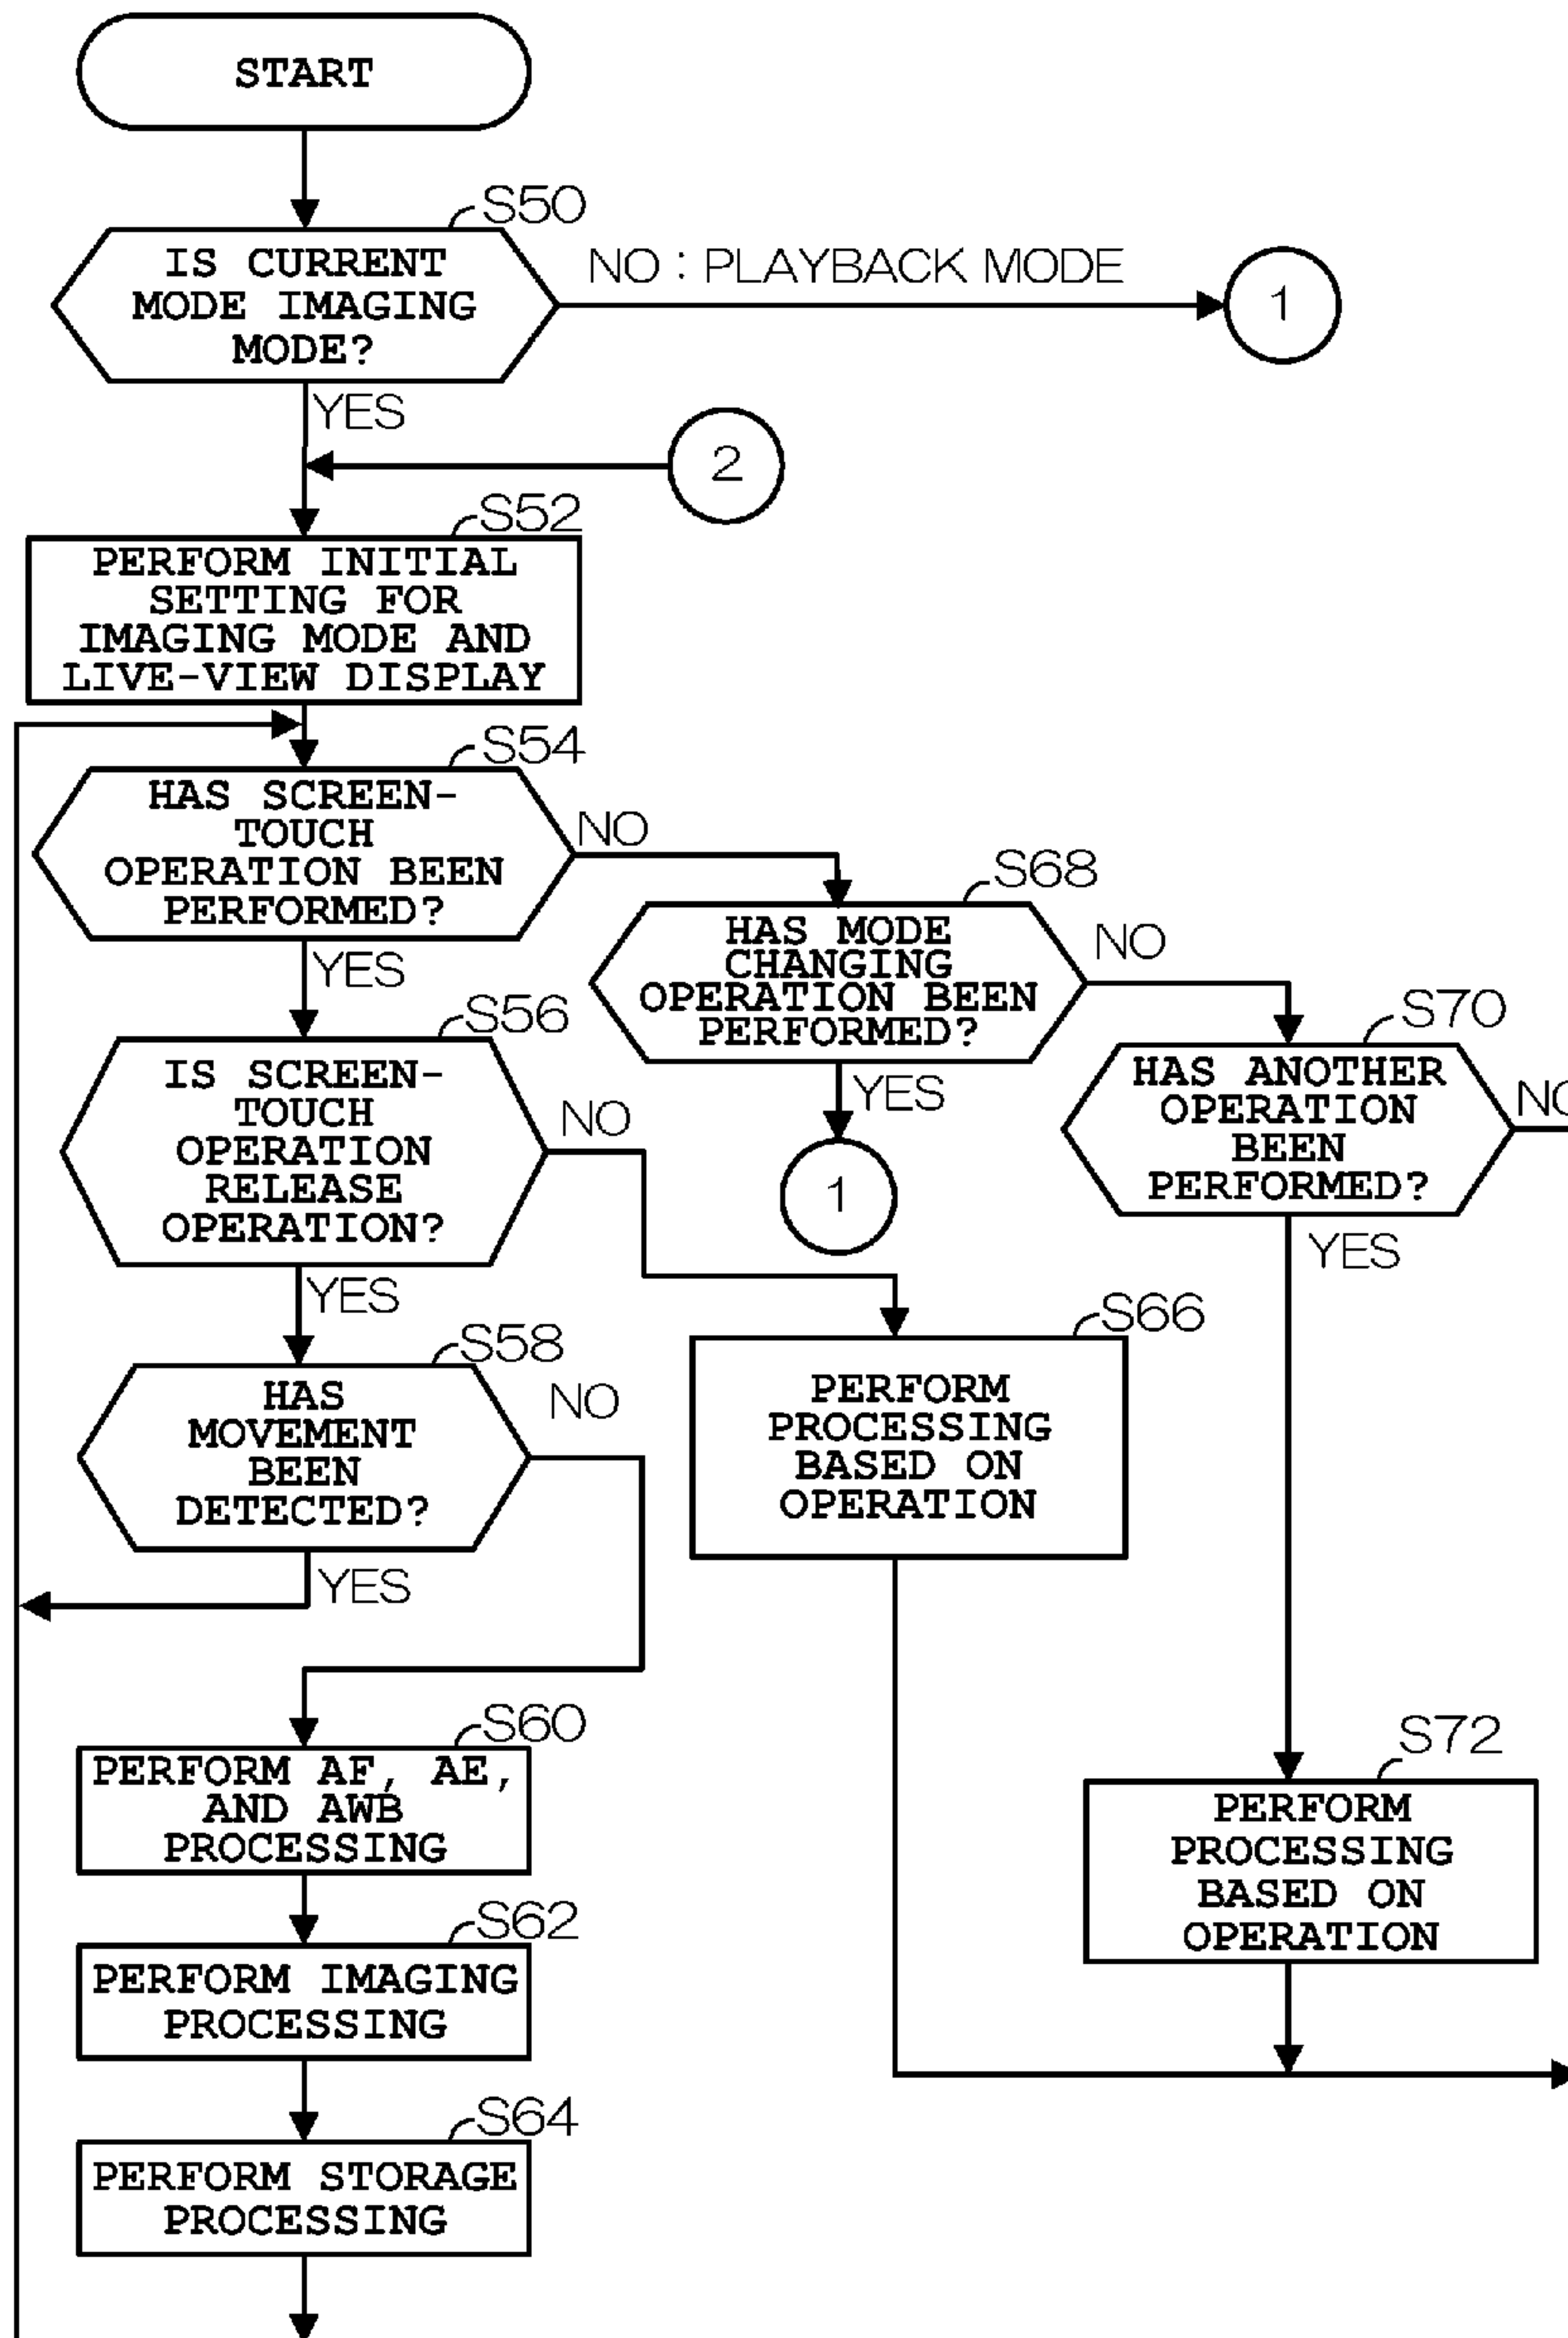 START
S50
IS CURRENT
MODE IMAGING
MODE?
NO : PLAYBACK MODE
1
YES
2
S52
PERFORM INITIAL
SETTING FOR
IMAGING MODE AND
LIVE-VIEW DISPLAY
S54
HAS SCREEN-
TOUCH
OPERATION BEEN
PERFORMED?
NO
YES
S68
HAS MODE
CHANGING
OPERATION BEEN
PERFORMED?
NO
YES
1
S70
HAS ANOTHER
OPERATION
BEEN
PERFORMED?
NO
YES
S56
IS SCREEN-
TOUCH
OPERATION
RELEASE
OPERATION?
NO
YES
S66
PERFORM
PROCESSING
BASED ON
OPERATION
S58
HAS
MOVEMENT
BEEN
DETECTED?
NO
YES
S60
PERFORM AF, AE,
AND AWB
PROCESSING
S72
PERFORM
PROCESSING
BASED ON
OPERATION
S62
PERFORM IMAGING
PROCESSING
S64
PERFORM STORAGE
PROCESSING